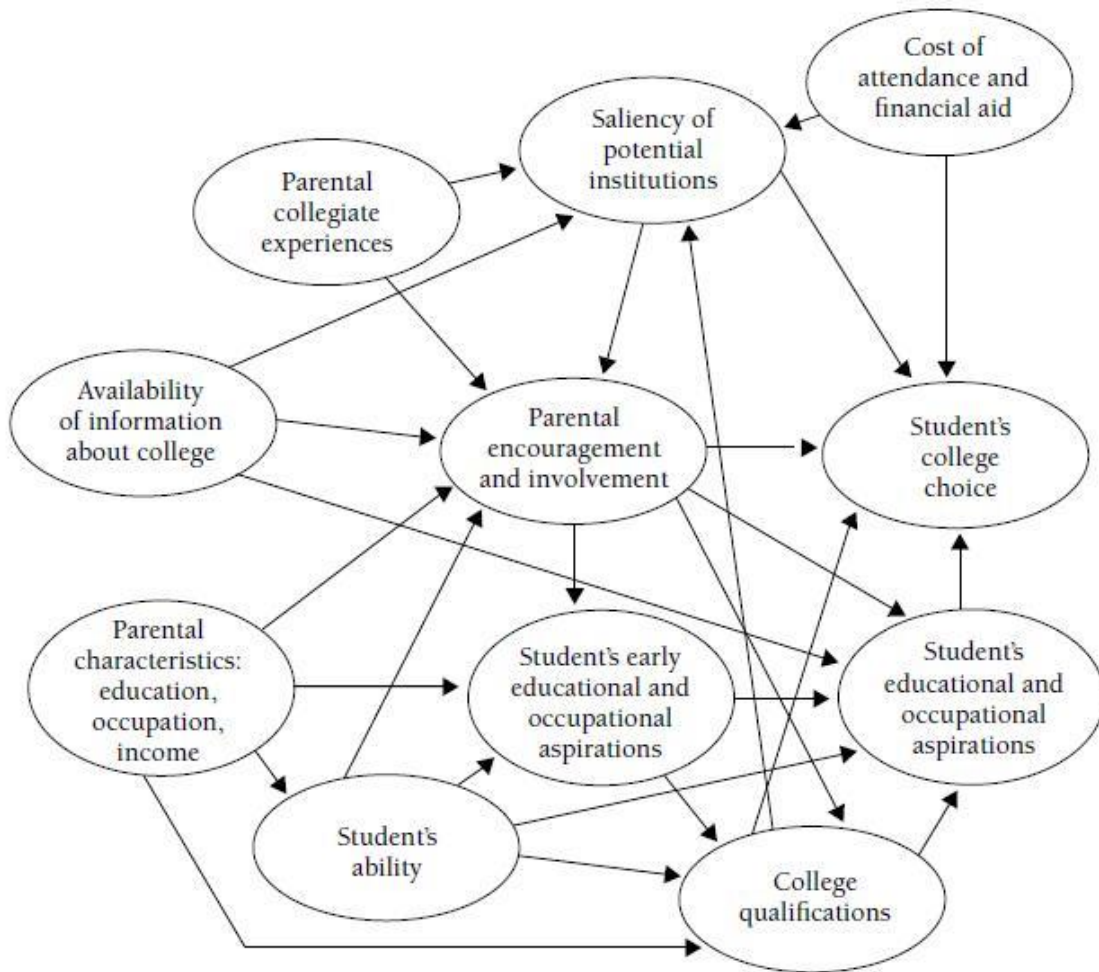 Cost of
attendance and
financial aid
Saliency of
potential
institutions
Parental
collegiate
experiences
Availability
of information
about college
Parental
encouragement
and involvement
Student's
college
choice
Parental
characteristics:
education,
occupation,
income
Student's early
educational and
occupational
aspirations
Student's
educational and
occupational
aspirations
Student's
ability
College
qualifications